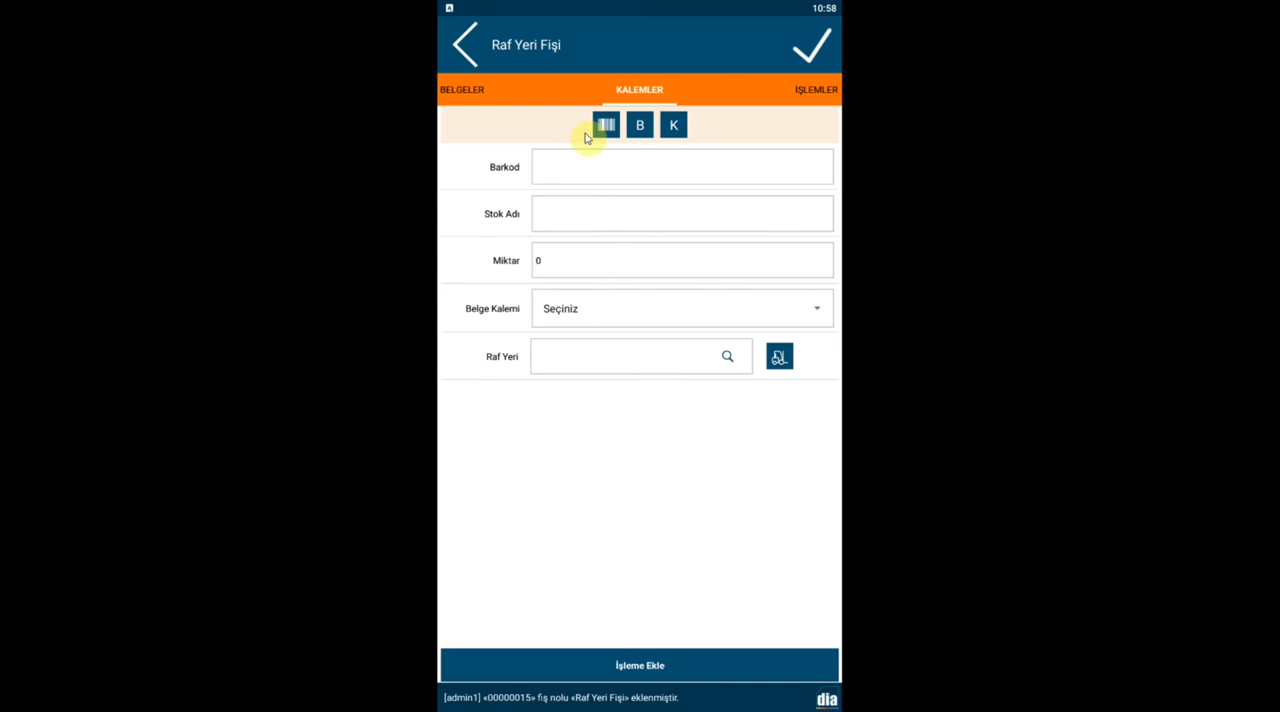 A
10:58
Raf Yeri Fişi
BELGELER
KALEMLER
İŞLEMLER
B
K
Barkod
Stok Adı
Miktar
0
Belge Kalemi
Seçiniz
Raf Yeri
İşleme Ekle
[admin1] «00000015» fiş nolu «Raf Yeri Fişi» eklenmiştir.
dia